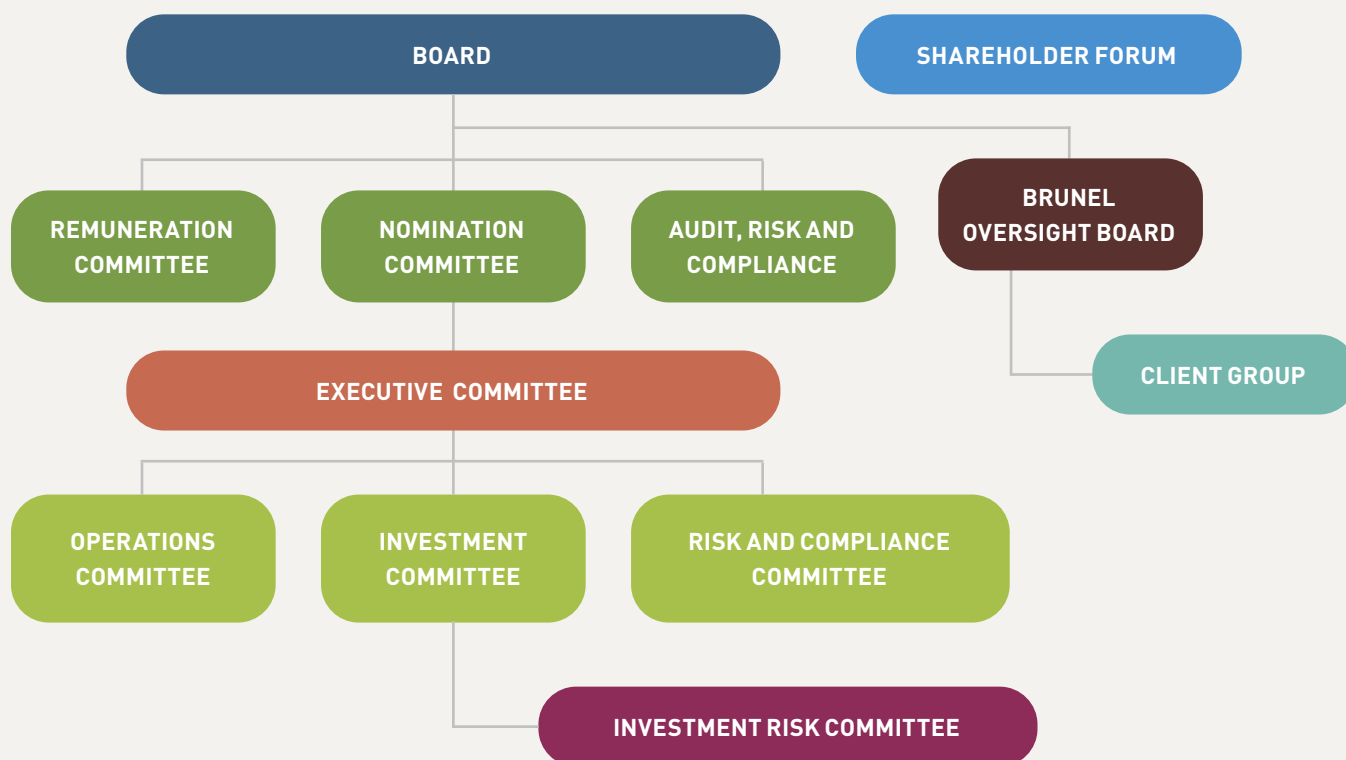 BOARD
SHAREHOLDER FORUM
REMUNERATION
COMMITTEE
NOMINATION
COMMITTEE
AUDIT, RISK AND
COMPLIANCE
BRUNEL
OVERSIGHT BOARD
EXECUTIVE COMMITTEE
CLIENT GROUP
OPERATIONS
COMMITTEE
INVESTMENT
COMMITTEE
RISK AND COMPLIANCE
COMMITTEE
INVESTMENT RISK COMMITTEE